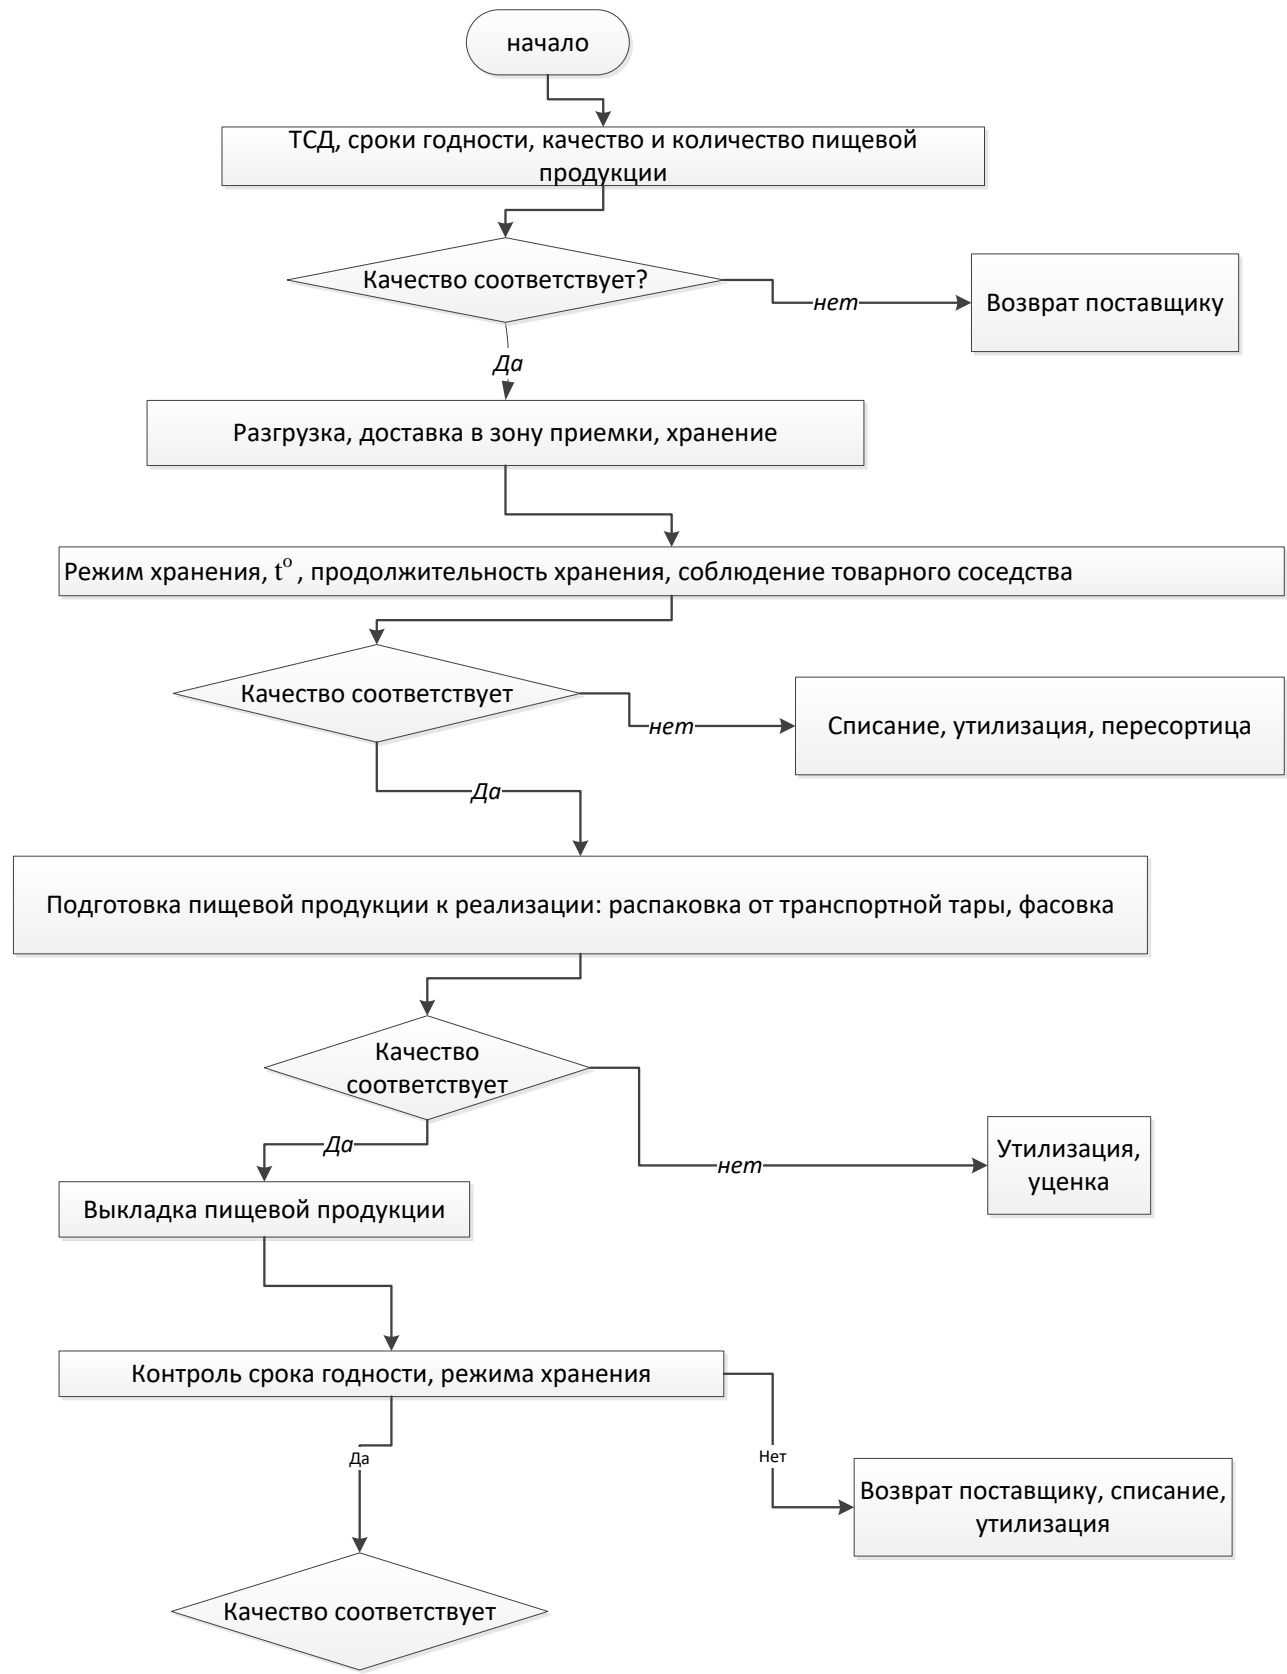 начало
ТСД, сроки годности, качество и количество пищевой
продукции
Качество соответствует?
нет
Возврат поставщику
Да
Разгрузка, доставка в зону приемки, хранение
Режим хранения, tº , продолжительность хранения, соблюдение товарного соседства
Качество соответствует
нет
Списание, утилизация, пересортица
Да
Подготовка пищевой продукции к реализации: распаковка от транспортной тары, фасовка
Качество
соответствует
Да
нет
Утилизация,
уценка
Выкладка пищевой продукции
Контроль срока годности, режима хранения
Да
Нет
Возврат поставщику, списание,
утилизация
Качество соответствует